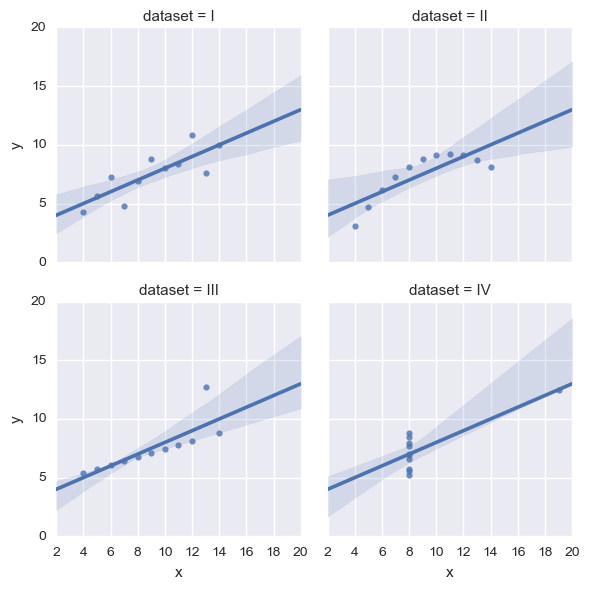 dataset = I
dataset = II
20
15
10
5
0
y
dataset = III
dataset = IV
20
15
10
5
0
y
2 4 6 8 10 12 14 16 18 20
2 4 6 8 10 12 14 16 18 20
x
x